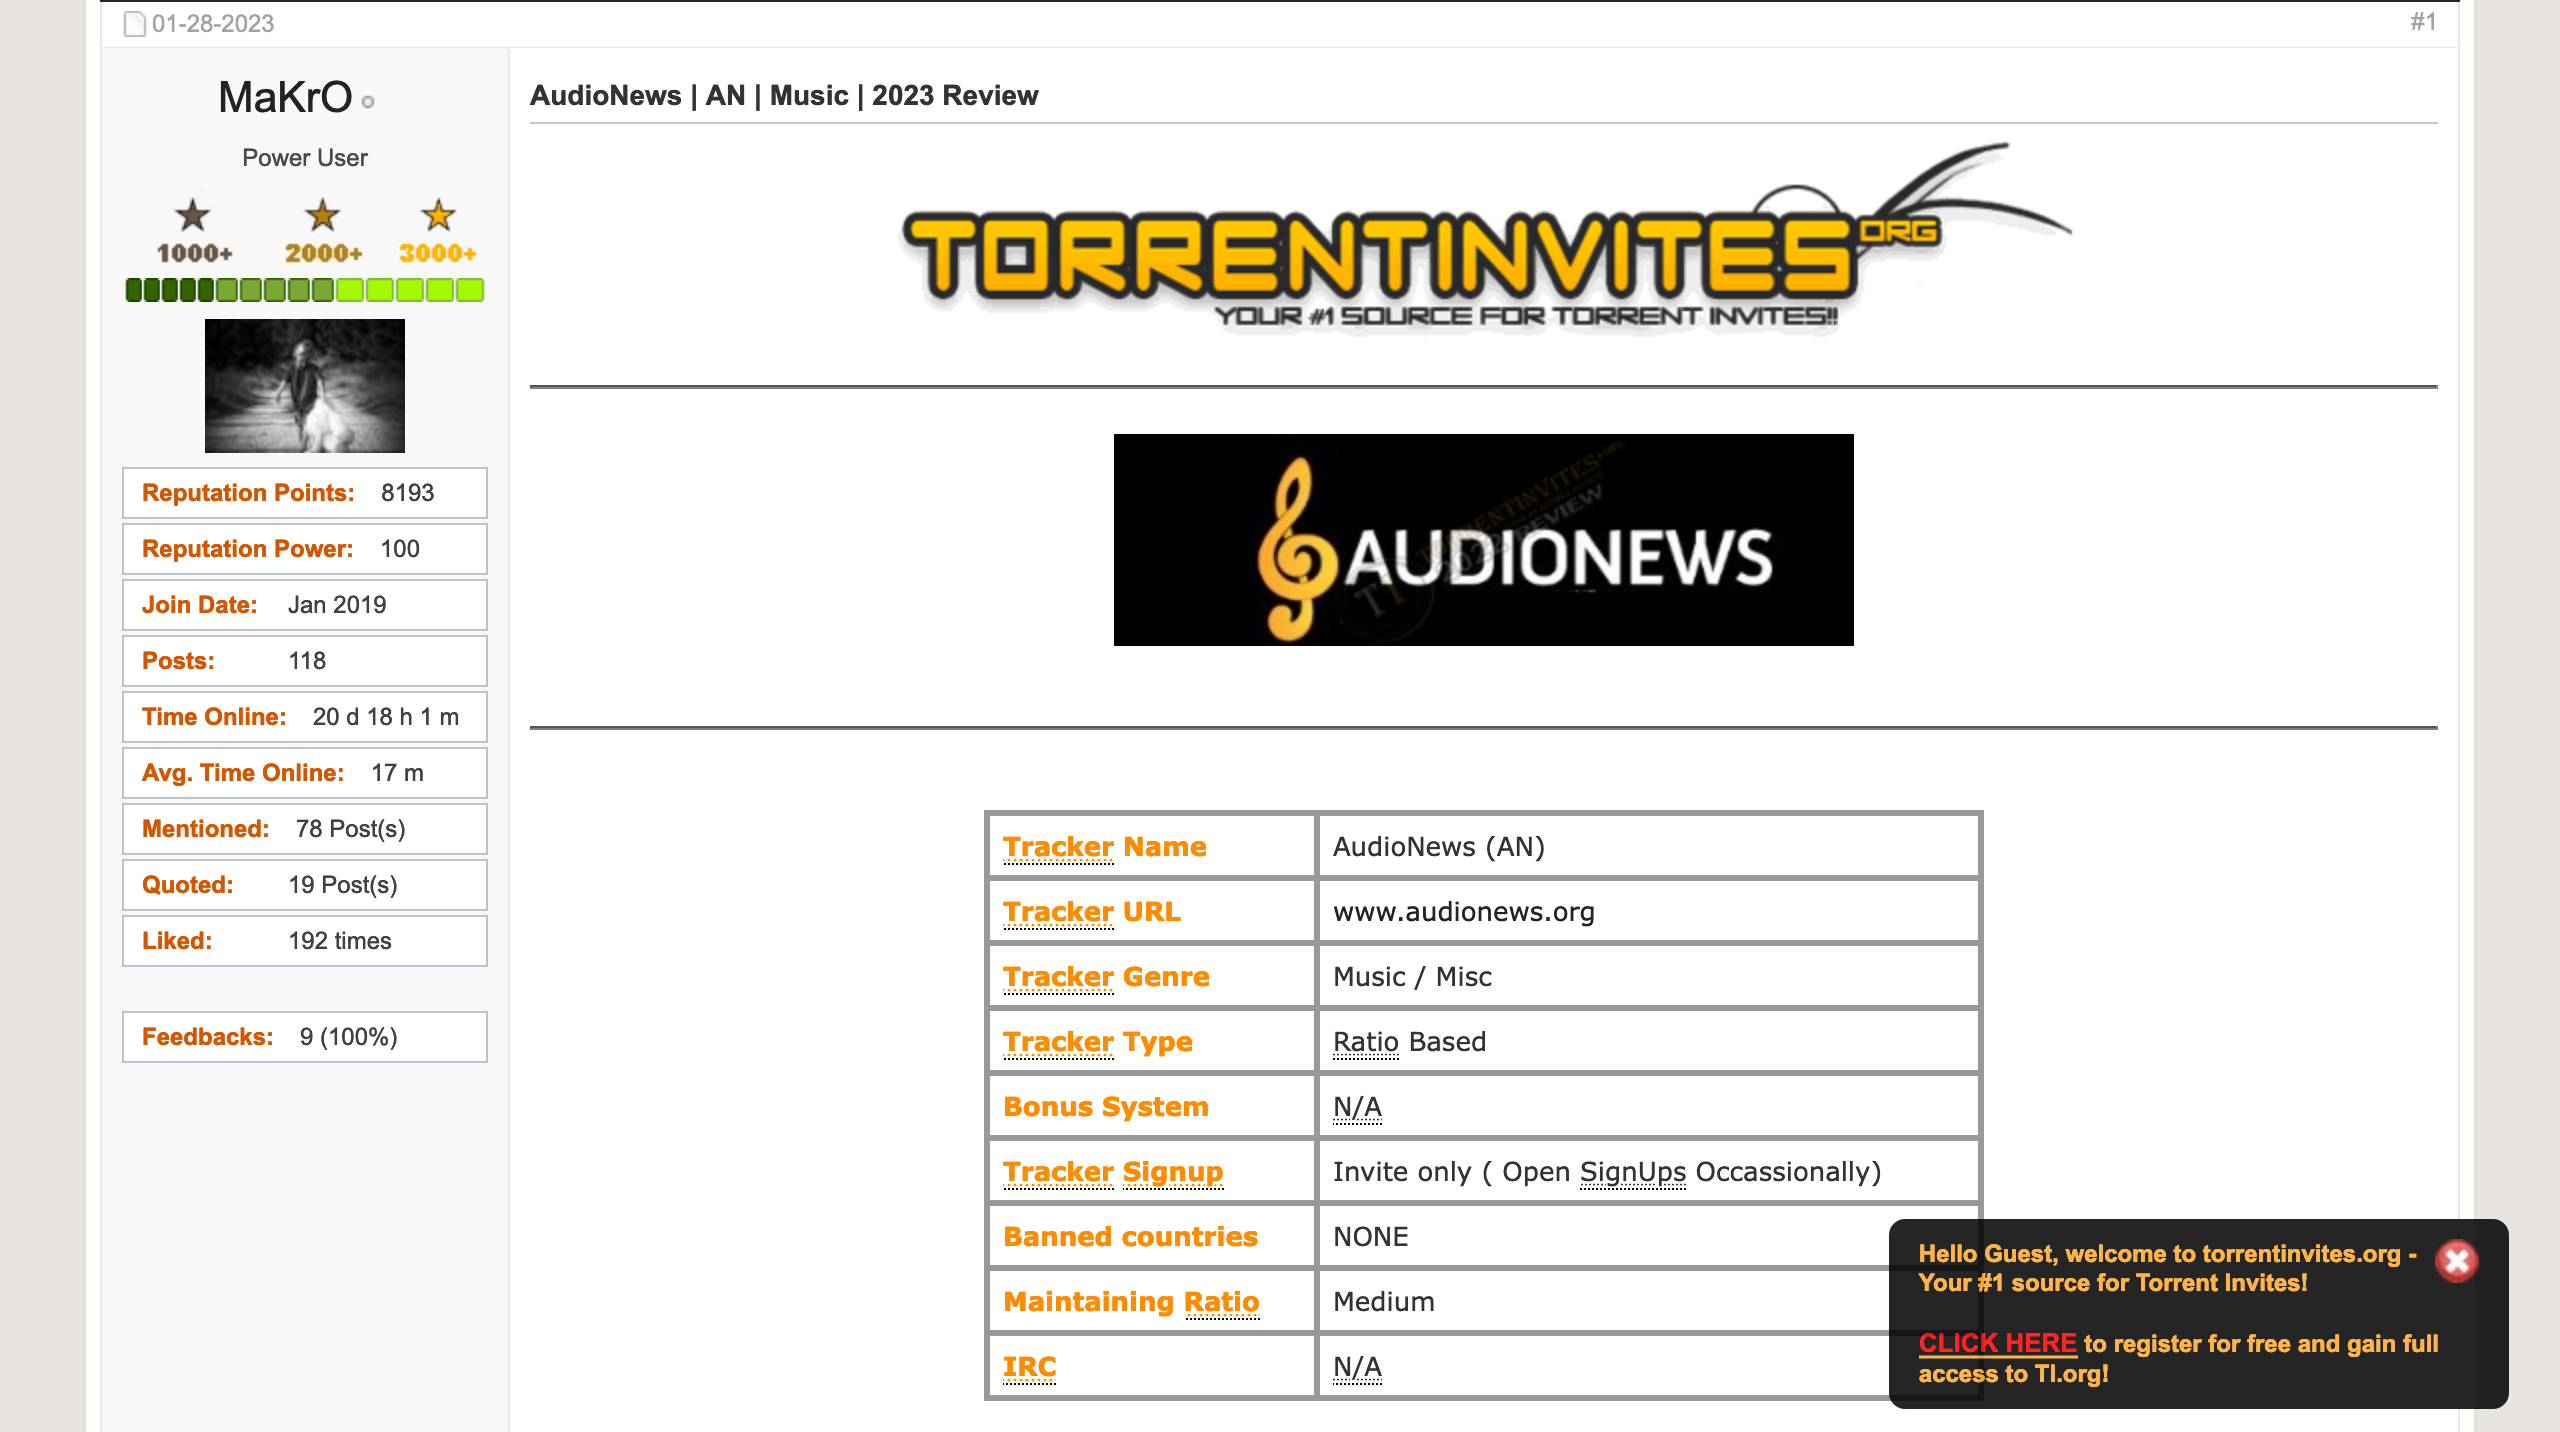 01-28-2023
#1
MaKrO
Power User
1000+ 2000+ 3000+
Reputation Points: 8193
Reputation Power: 100
Join Date: Jan 2019
Posts: 118
Time Online: 20 d 18 h 1 m
Avg. Time Online: 17 m
Mentioned: 78 Post(s)
Quoted: 19 Post(s)
Liked: 192 times
Feedbacks: 9 (100%)
AudioNews | AN | Music | 2023 Review
TORRENTINVITES ORG
YOUR #1 SOURCE FOR TORRENT INVITES!!
AUDIONEWS
TORRENTINVITES.ORG
2022 REVIEW
TI
Tracker Name AudioNews (AN)
Tracker URL www.audionews.org
Tracker Genre Music / Misc
Tracker Type Ratio Based
Bonus System N/A
Tracker Signup Invite only ( Open SignUps Occassionally)
Banned countries NONE
Maintaining Ratio Medium
IRC N/A
Hello Guest, welcome to torrentinvites.org -
Your #1 source for Torrent Invites!
CLICK HERE to register for free and gain full
access to TI.org!